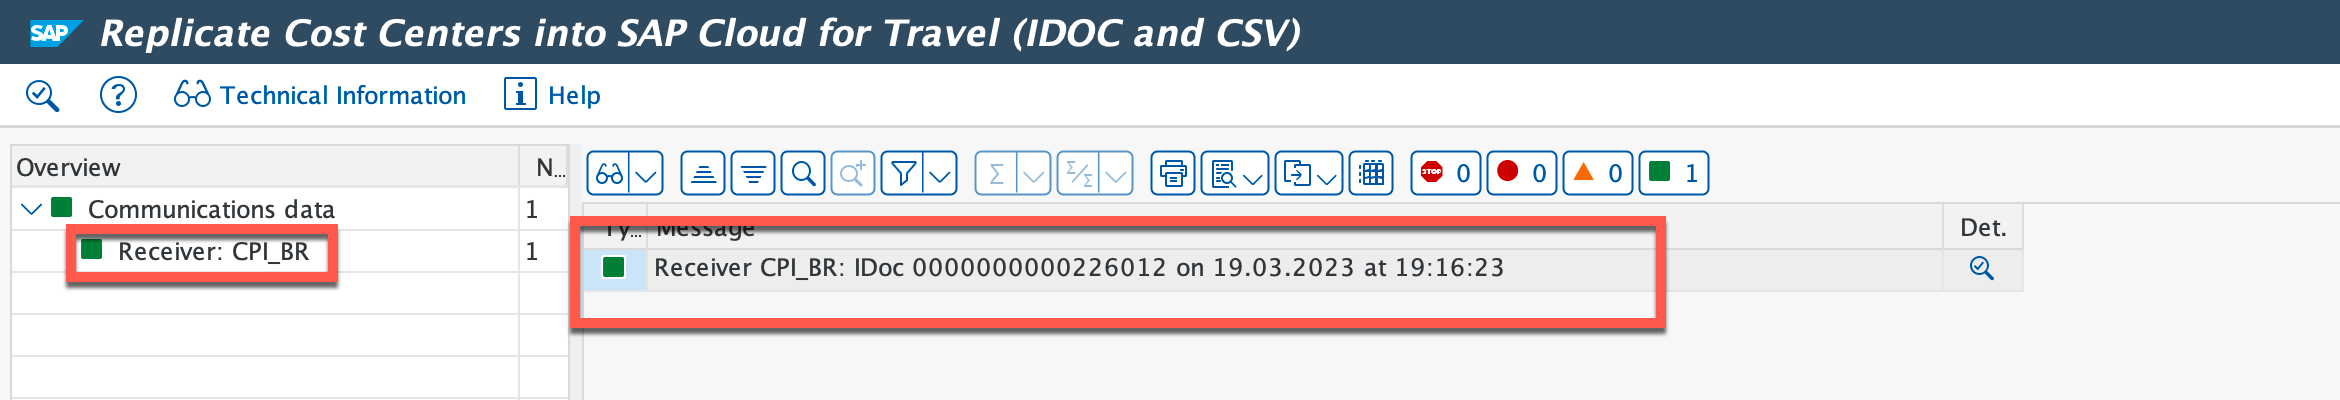 SAP Replicate Cost Centers into SAP Cloud for Travel (IDOC and CSV)
? Technical Information i Help
Overview N...
Communications data 1
Receiver: CPI_BR 1
STOP 0 0 0 1
Ty... Message Det.
Receiver CPI_BR: IDoc 0000000000226012 on 19.03.2023 at 19:16:23